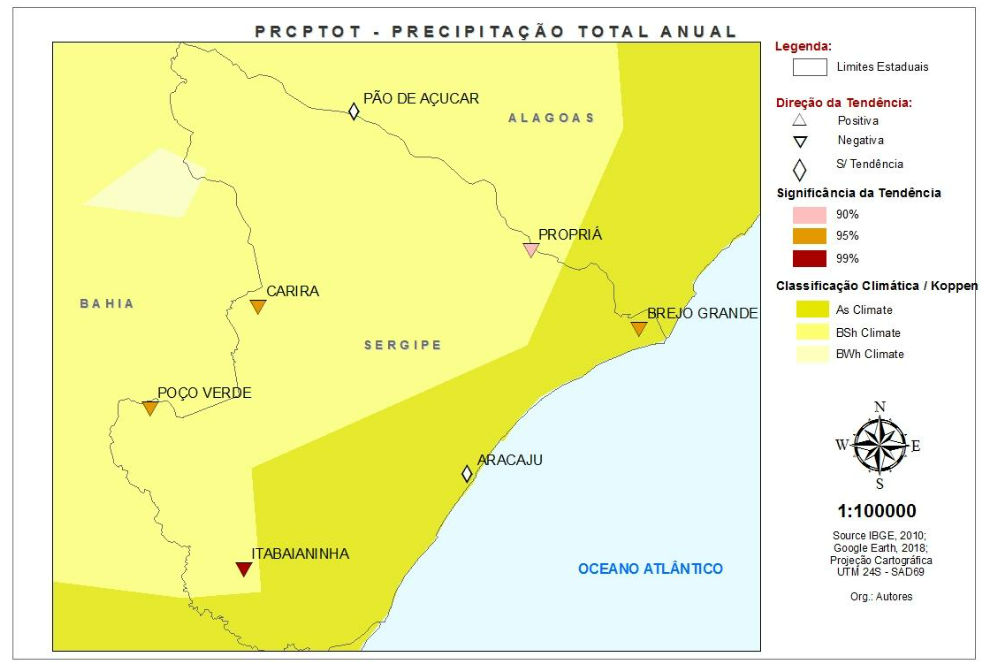 PRCPTOT - PRECIPITAÇÃO TOTAL ANUAL
PÃO DE AÇUCAR
ALAGOAS
PROPRIÁ
CARIRA
BAHIA
BREJO GRANDE
SERGIPE
POÇO VERDE
ARACAJU
ITABAIANINHA
OCEANO ATLÂNTICO
Legenda:
Limites Estaduais
Direção da Tendência:
Positiva
Negativa
S/ Tendência
Significância da Tendência
90%
95%
99%
Classificação Climática / Koppen
As Climate
BSh Climate
BWh Climate
N
W E
S
1:100000
Source IBGE, 2010;
Google Earth, 2018;
Projeção Cartográfica
UTM 24S - SAD69
Org.: Autores